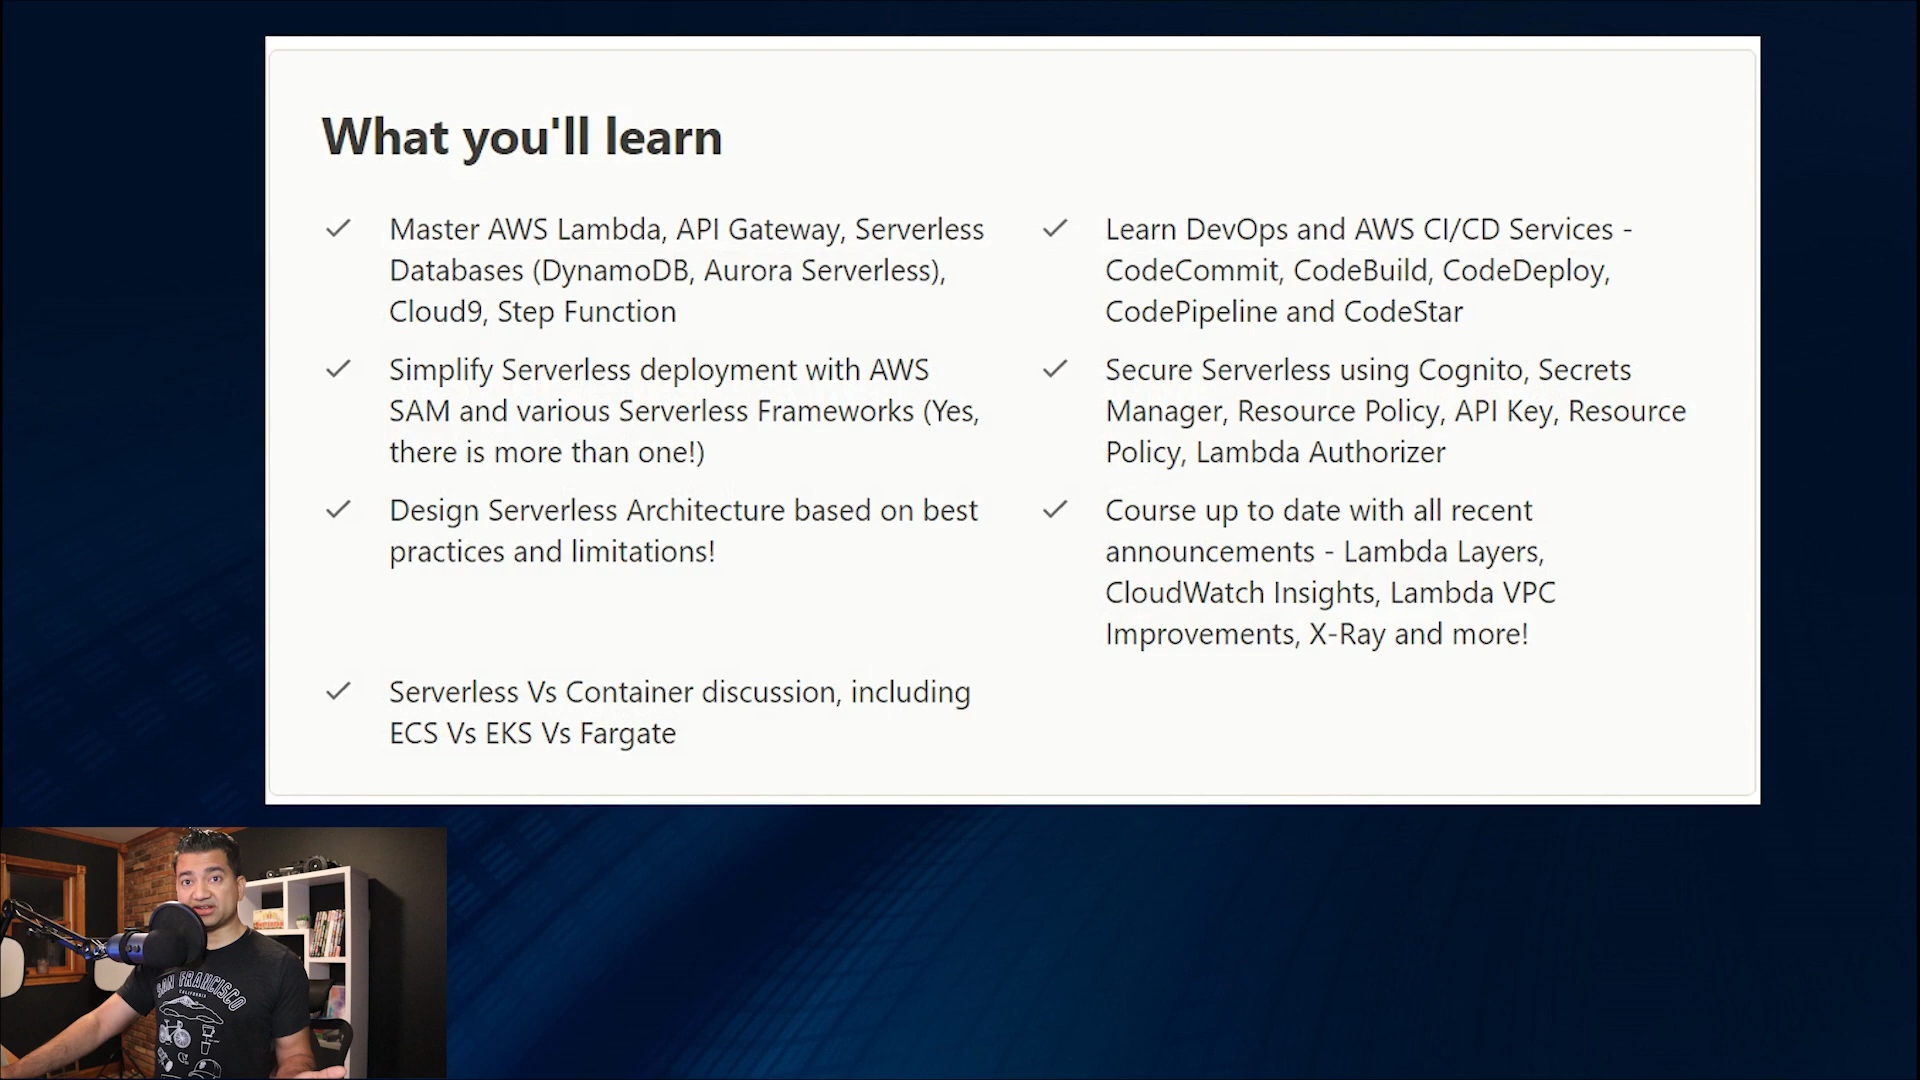 What you'll learn
Master AWS Lambda, API Gateway, Serverless
Databases (DynamoDB, Aurora Serverless),
Cloud9, Step Function
Learn DevOps and AWS CI/CD Services -
CodeCommit, CodeBuild, CodeDeploy,
CodePipeline and CodeStar
Simplify Serverless deployment with AWS
SAM and various Serverless Frameworks (Yes,
there is more than one!)
Secure Serverless using Cognito, Secrets
Manager, Resource Policy, API Key, Resource
Policy, Lambda Authorizer
Design Serverless Architecture based on best
practices and limitations!
Course up to date with all recent
announcements - Lambda Layers,
CloudWatch Insights, Lambda VPC
Improvements, X-Ray and more!
Serverless Vs Container discussion, including
ECS Vs EKS Vs Fargate
SAN FRANCISCO
CALIFORNIA